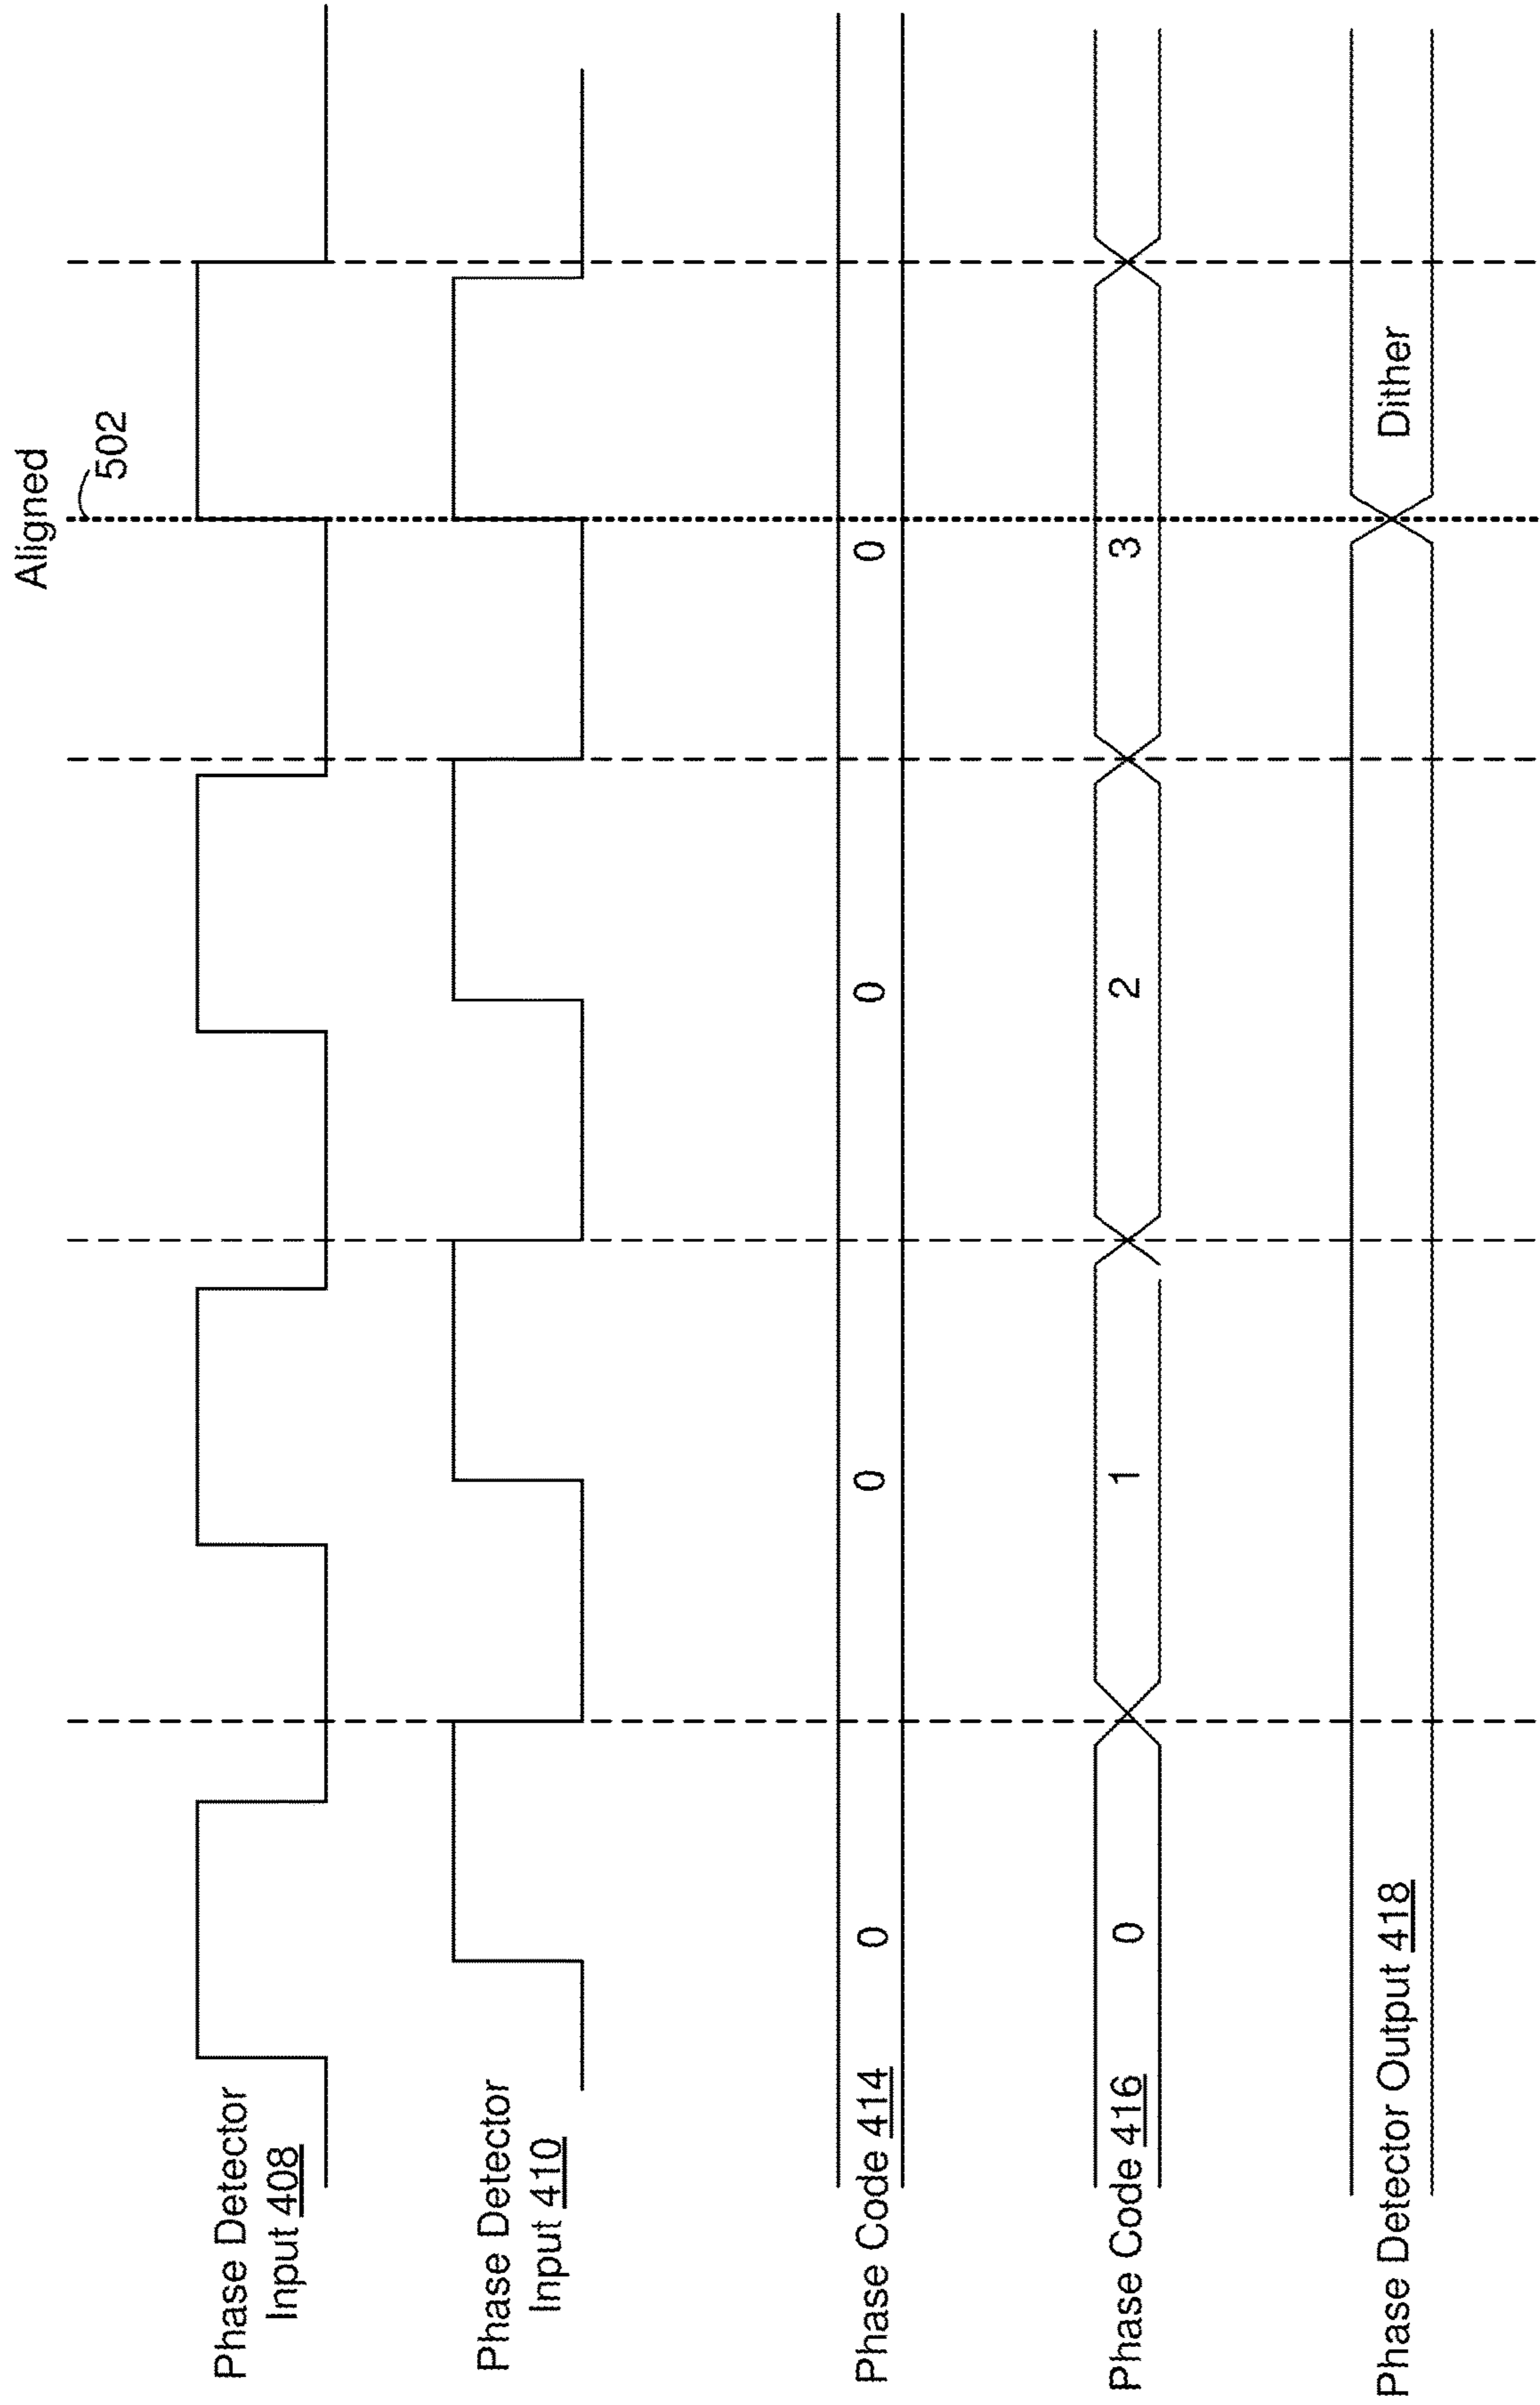 Aligned
502
Phase Detector
Input 408
Phase Detector
Input 410
Phase Code 414
0
0
0
0
Phase Code 416
0
1
2
3
Phase Detector Output 418
Dither